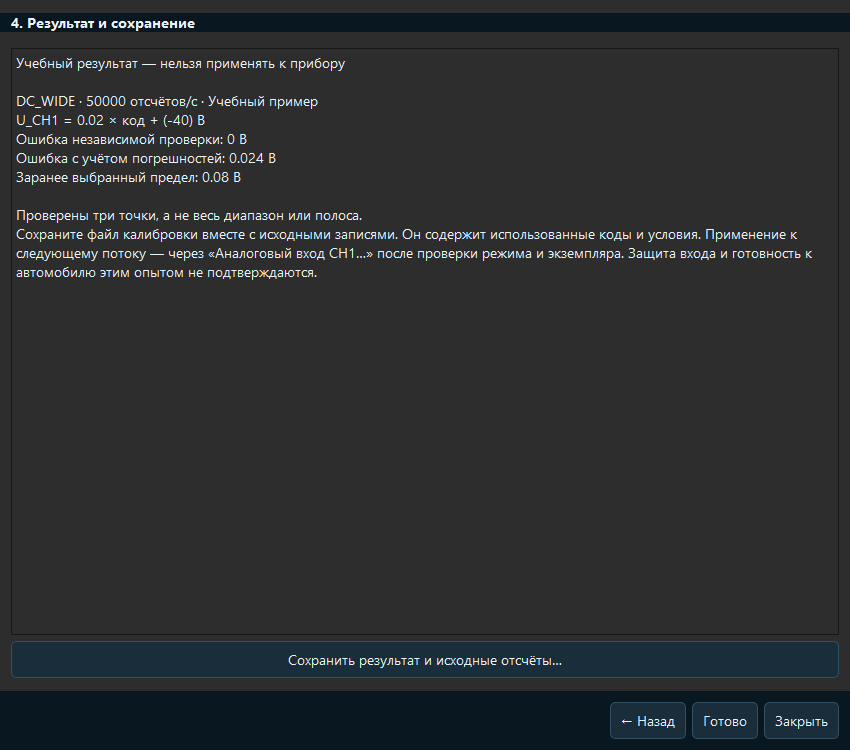 4. Результат и сохранение
Учебный результат — нельзя применять к прибору
DC_WIDE · 50000 отсчётов/с · Учебный пример
U_CH1 = 0.02 × код + (-40) В
Ошибка независимой проверки: 0 В
Ошибка с учётом погрешностей: 0.024 В
Заранее выбранный предел: 0.08 В
Проверены три точки, а не весь диапазон или полоса.
Сохраните файл калибровки вместе с исходными записями. Он содержит использованные коды и условия. Применение к
следующему потоку — через «Аналоговый вход CH1...» после проверки режима и экземпляра. Защита входа и готовность к
автомобилю этим опытом не подтверждаются.
Сохранить результат и исходные отсчёты...
← Назад
Готово
Закрыть